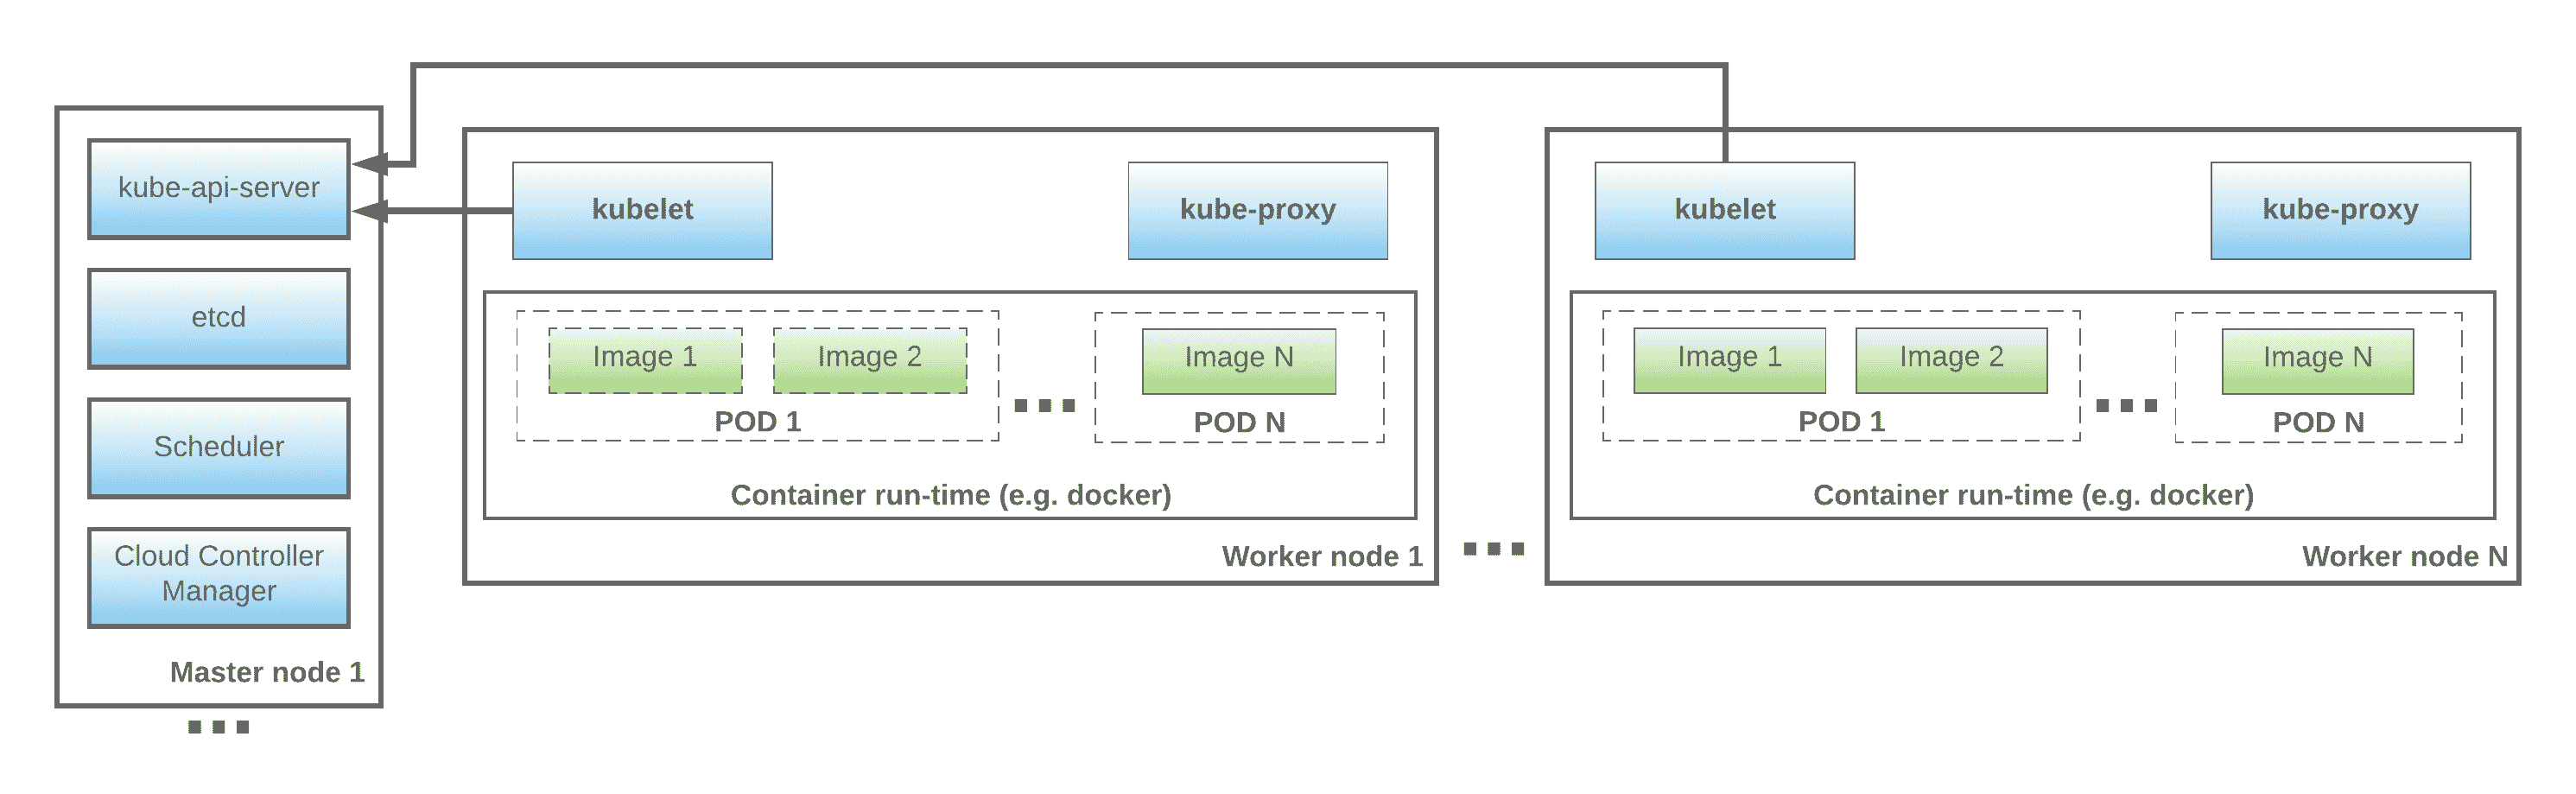 kube-api-server
etcd
Scheduler
Cloud Controller
Manager
Master node 1
kubelet
kube-proxy
Image 1
Image 2
POD 1
Image N
POD N
Container run-time (e.g. docker)
Worker node 1
kubelet
kube-proxy
Image 1
Image 2
POD 1
Image N
POD N
Container run-time (e.g. docker)
Worker node N